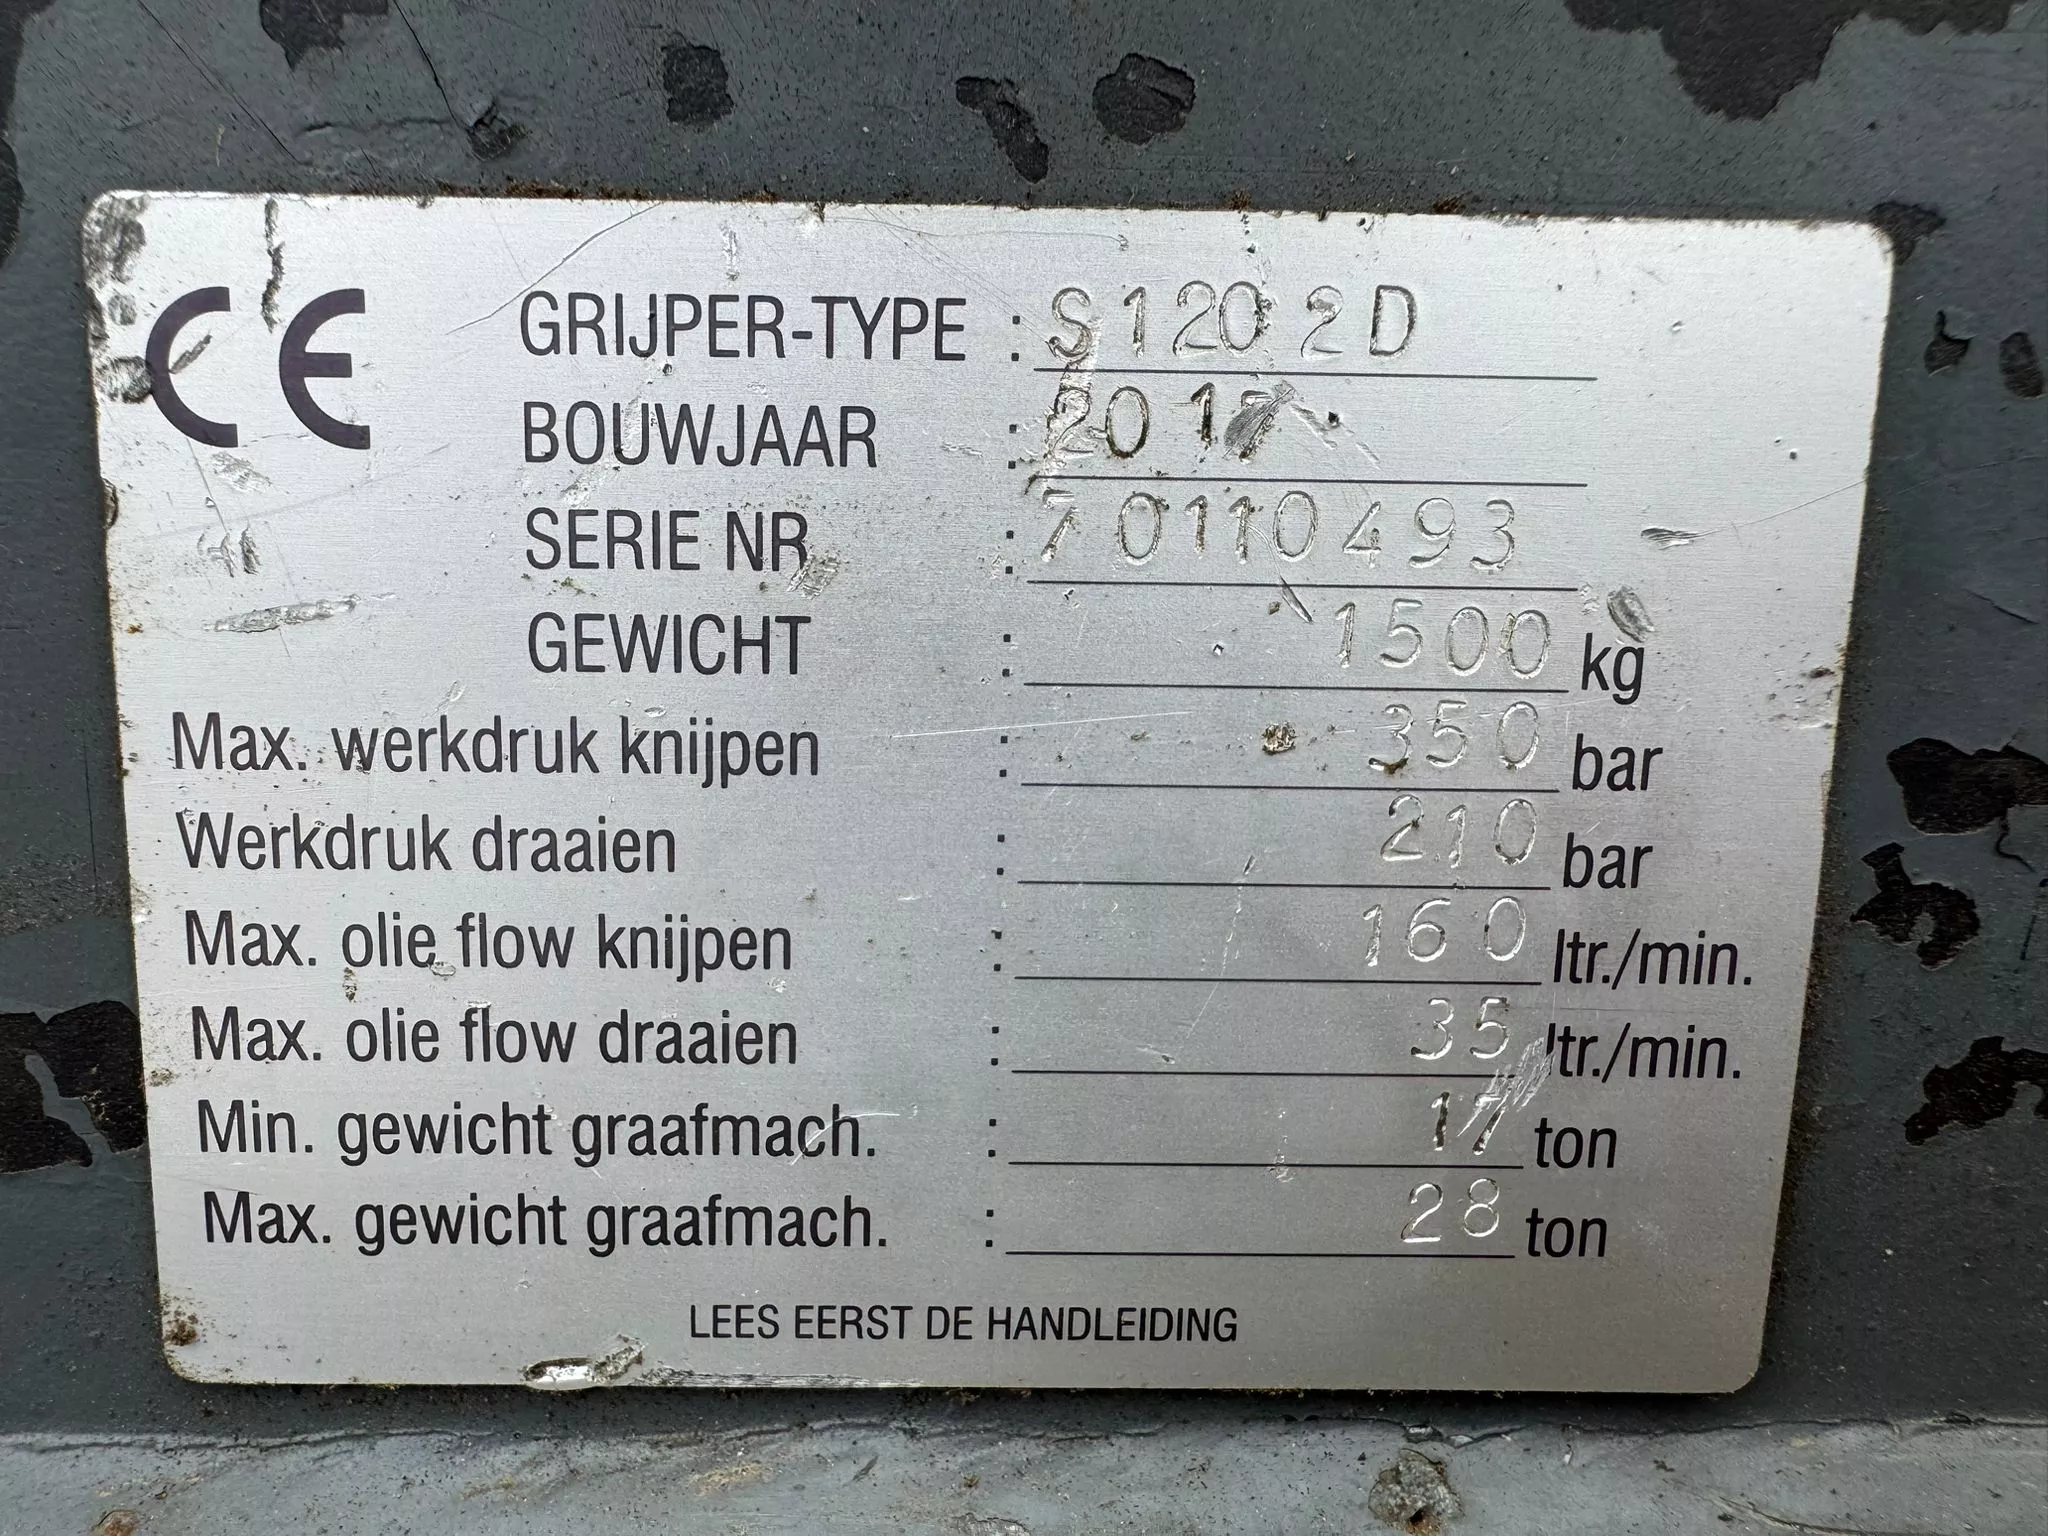 CE
GRIJPER-TYPE : S1202D
BOUWJAAR : 2017
SERIE NR : 70110493
GEWICHT : 1500 kg
Max. werkdruk knijpen : 350 bar
Werkdruk draaien : 210 bar
Max. olie flow knijpen : 160 ltr./min.
Max. olie flow draaien : 35 ltr./min.
Min. gewicht graafmach. : 17 ton
Max. gewicht graafmach. : 28 ton
LEES EERST DE HANDLEIDING